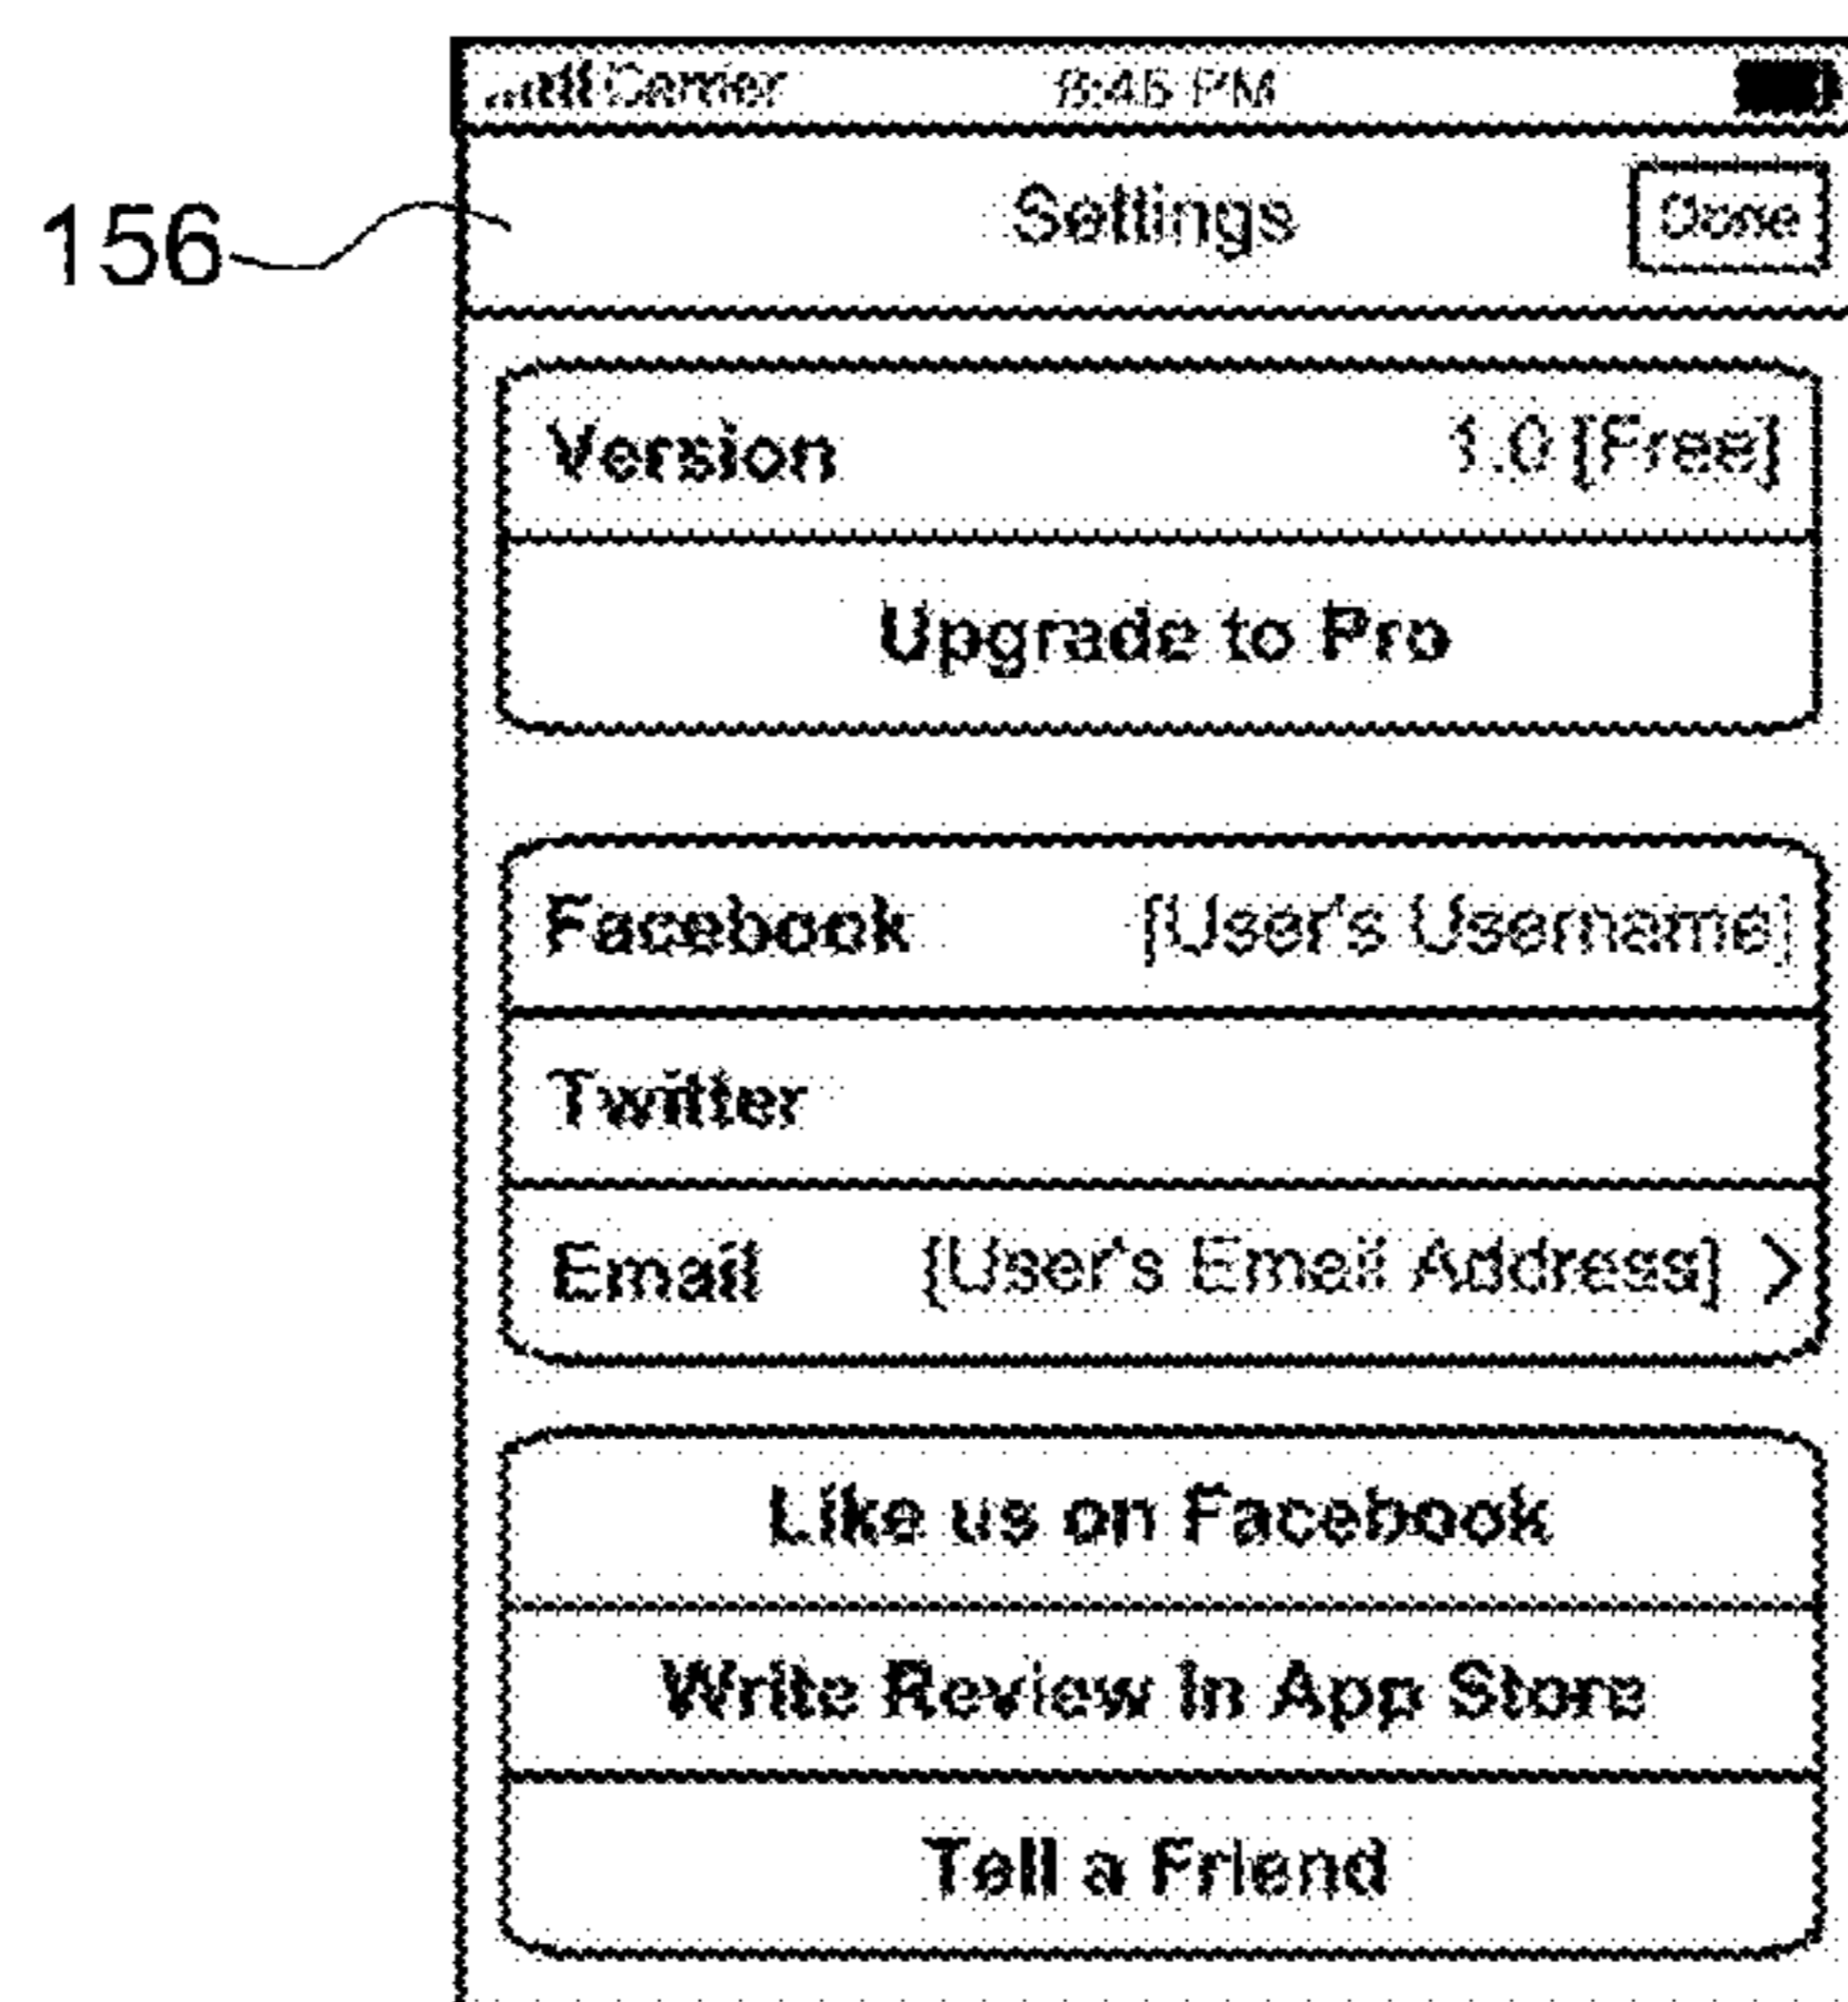 Carrier 8:45 PM
156
Settings Done
Version 1.0 [Free]
Upgrade to Pro
Facebook [User's Username]
Twitter
Email [User's Email Address] >
Like us on Facebook
Write Review in App Store
Tell a Friend